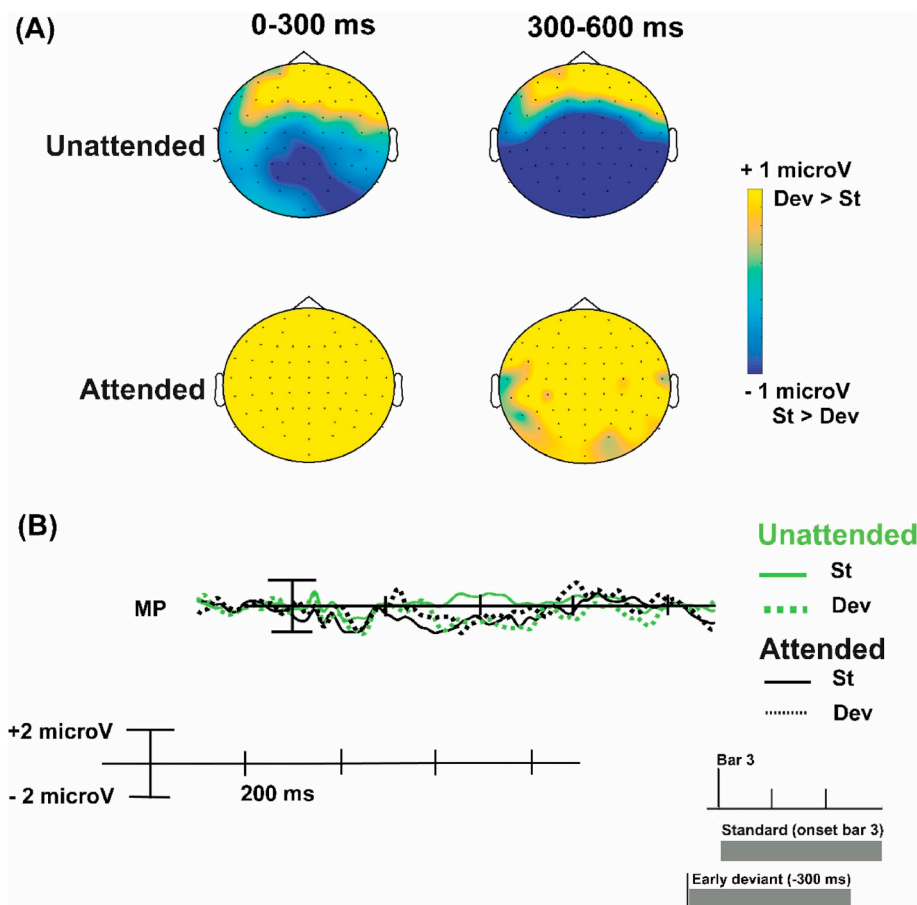 (A)
0-300 ms
300-600 ms
Unattended
+ 1 microV
Dev > St
Attended
- 1 microV
St > Dev
(B)
Unattended
St
Dev
MP
Attended
St
Dev
+2 microV
- 2 microV
200 ms
Bar 3
Standard (onset bar 3)
Early deviant (-300 ms)